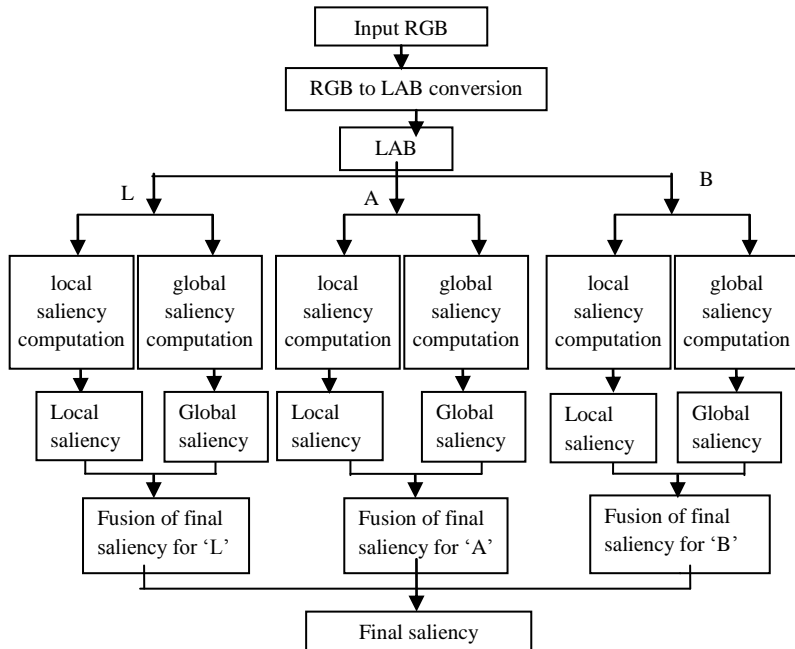 Input RGB
RGB to LAB conversion
LAB
L
A
B
local
saliency
computation
global
saliency
computation
local
saliency
computation
global
saliency
computation
local
saliency
computation
global
saliency
computation
Local
saliency
Global
saliency
Local
saliency
Global
saliency
Local
saliency
Global
saliency
Fusion of final
saliency for ‘L’
Fusion of final
saliency for ‘A’
Fusion of final
saliency for ‘B’
Final saliency